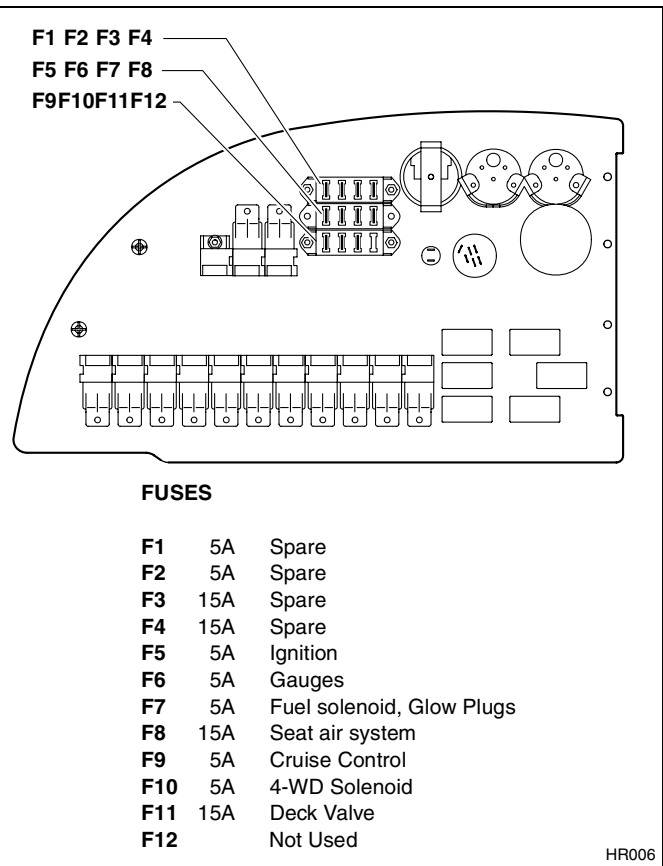 F1 F2 F3 F4
F5 F6 F7 F8
F9F10F11F12
FUSES
F1 5A Spare
F2 5A Spare
F3 15A Spare
F4 15A Spare
F5 5A Ignition
F6 5A Gauges
F7 5A Fuel solenoid, Glow Plugs
F8 15A Seat air system
F9 5A Cruise Control
F10 5A 4-WD Solenoid
F11 15A Deck Valve
F12 Not Used
HR006